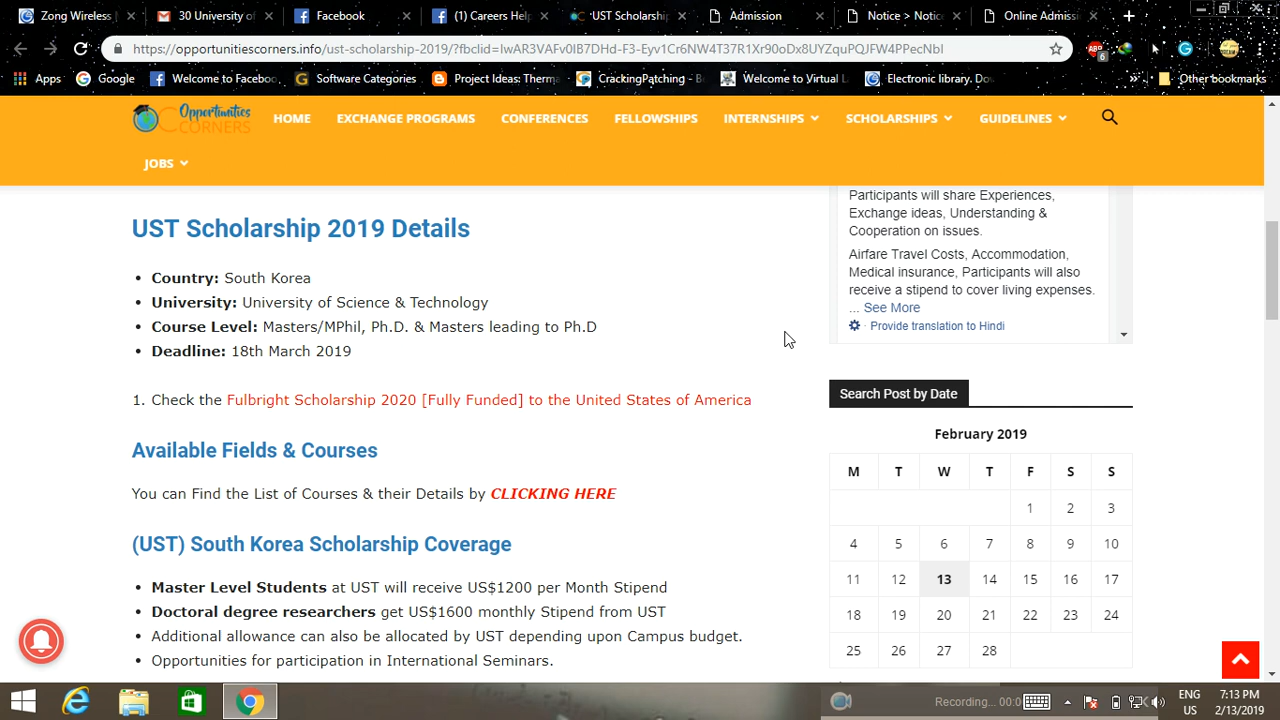 Zong Wireless
30 University of
Facebook
(1) Careers Help
UST Scholarship
Admission
Notice > Notic
Online Admiss
https://opportunitiescorners.info/ust-scholarship-2019/?fbclid=IwAR3VAFv0IB7DHd-F3-Eyv1Cr6NW4T37R1Xr90oDx8UYZquPQJFW4PPecNbI
ABP
6
Apps
Google
Welcome to Faceboo
Software Categories
Project Ideas: Therma
CrackingPatching - B
Welcome to Virtual L
Electronic library. Do
Other bookmarks
Opportunities
CORNERS
HOME
EXCHANGE PROGRAMS
CONFERENCES
FELLOWSHIPS
INTERNSHIPS
SCHOLARSHIPS
GUIDELINES
JOBS
UST Scholarship 2019 Details
• Country: South Korea
• University: University of Science & Technology
• Course Level: Masters/MPhil, Ph.D. & Masters leading to Ph.D
• Deadline: 18th March 2019
1. Check the Fulbright Scholarship 2020 [Fully Funded] to the United States of America
Available Fields & Courses
You can Find the List of Courses & their Details by CLICKING HERE
(UST) South Korea Scholarship Coverage
• Master Level Students at UST will receive US$1200 per Month Stipend
• Doctoral degree researchers get US$1600 monthly Stipend from UST
• Additional allowance can also be allocated by UST depending upon Campus budget.
• Opportunities for participation in International Seminars.
Participants will share Experiences,
Exchange ideas, Understanding &
Cooperation on issues.
Airfare Travel Costs, Accommodation,
Medical insurance, Participants will also
receive a stipend to cover living expenses.
... See More
· Provide translation to Hindi
Search Post by Date
February 2019
M T W T F S S
1 2 3
4 5 6 7 8 9 10
11 12 13 14 15 16 17
18 19 20 21 22 23 24
25 26 27 28
Recording... 00:0
ENG
US
7:13 PM
2/13/2019